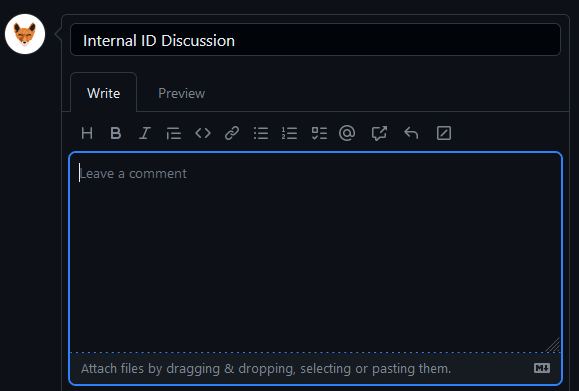 Internal ID Discussion
Write Preview
Leave a comment
Attach files by dragging & dropping, selecting or pasting them.